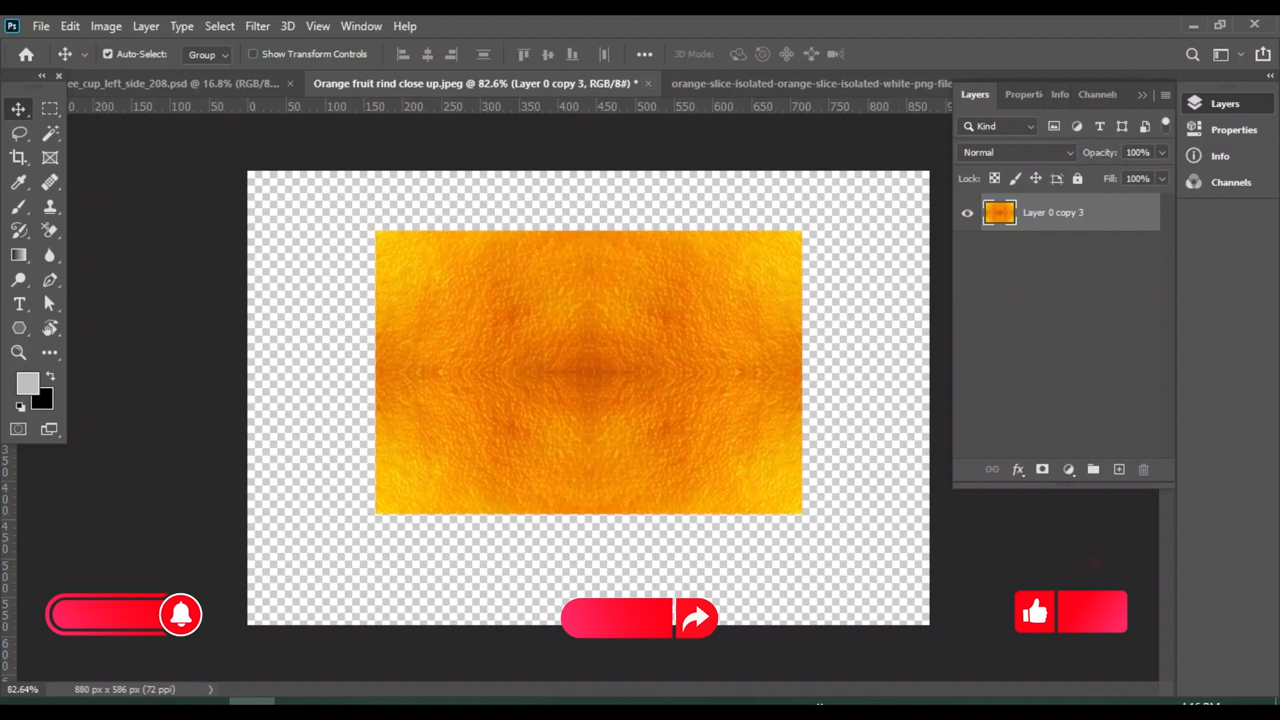 Ps File Edit Image Layer Type Select Filter 3D View Window Help
Auto-Select: Group Show Transform Controls 3D Mode:
ee_cup_left_side_208.psd @ 16.8% (RGB/8... × Orange fruit rind close up.jpeg @ 82.6% (Layer 0 copy 3, RGB/8#) * × orange-slice-isolated-orange-slice-isolated-white-png-file
200 150 100 50 0 50 100 150 200 250 300 350 400 450 500 550 600 650 700 750 800 850 900
Layers Properti Info Channels
Kind
Normal Opacity: 100%
Lock: Fill: 100%
Layer 0 copy 3
Layers
Properties
Info
Channels
82.64% 880 px x 586 px (72 ppi)